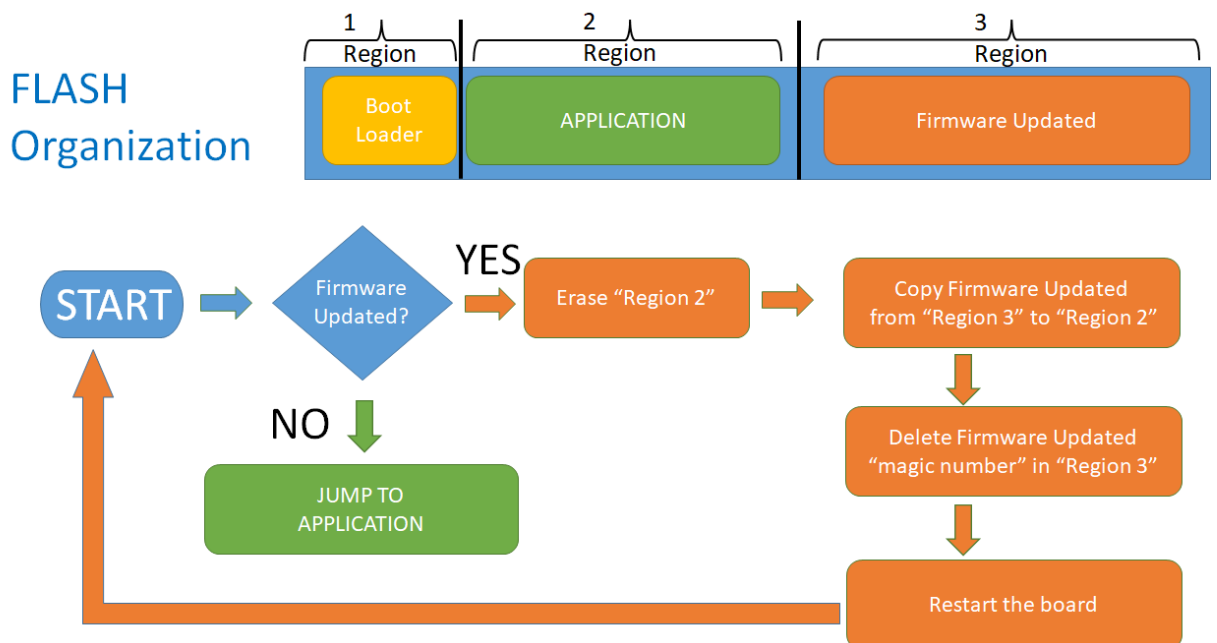 1
2
3
Region
Region
Region
FLASH
Organization
Boot
Loader
APPLICATION
Firmware Updated
START
Firmware
Updated?
YES
Erase “Region 2”
Copy Firmware Updated
from “Region 3” to “Region 2”
NO
JUMP TO
APPLICATION
Delete Firmware Updated
“magic number” in “Region 3”
Restart the board